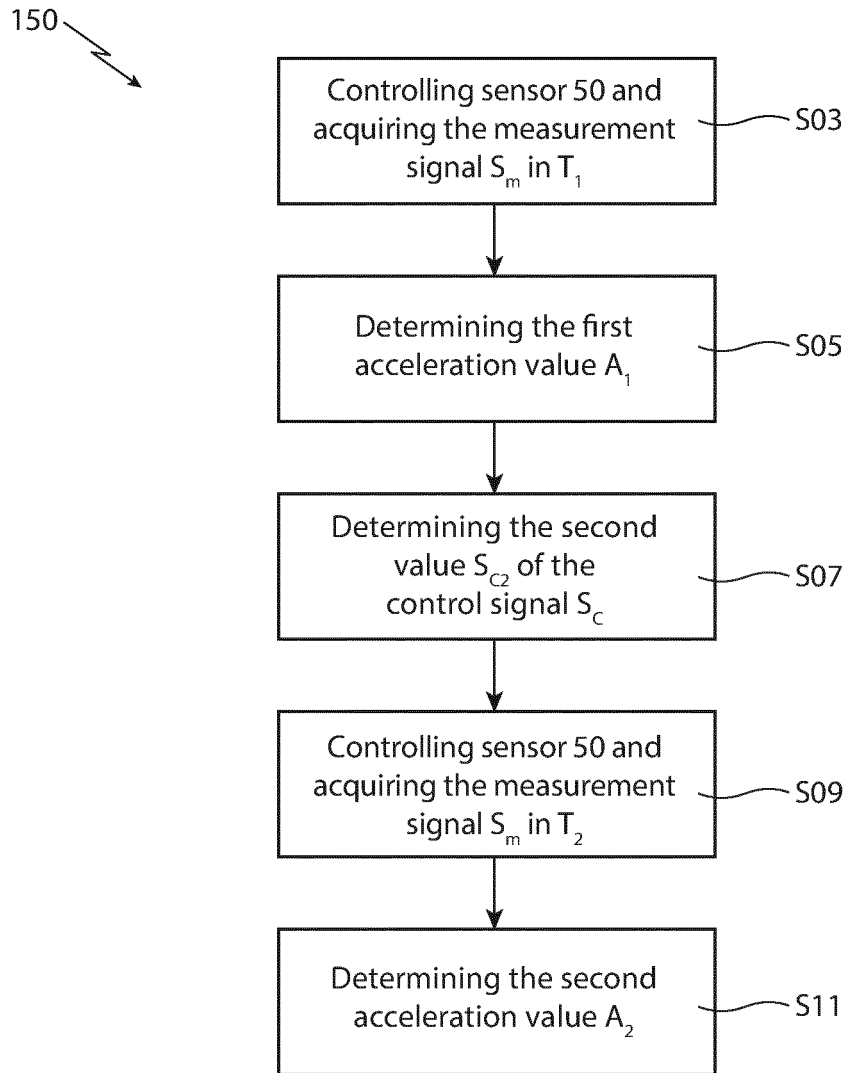 150
Controlling sensor 50 and
acquiring the measurement
signal Sm in T1
S03
Determining the first
acceleration value A1
S05
Determining the second
value SC2 of the
control signal SC
S07
Controlling sensor 50 and
acquiring the measurement
signal Sm in T2
S09
Determining the second
acceleration value A2
S11